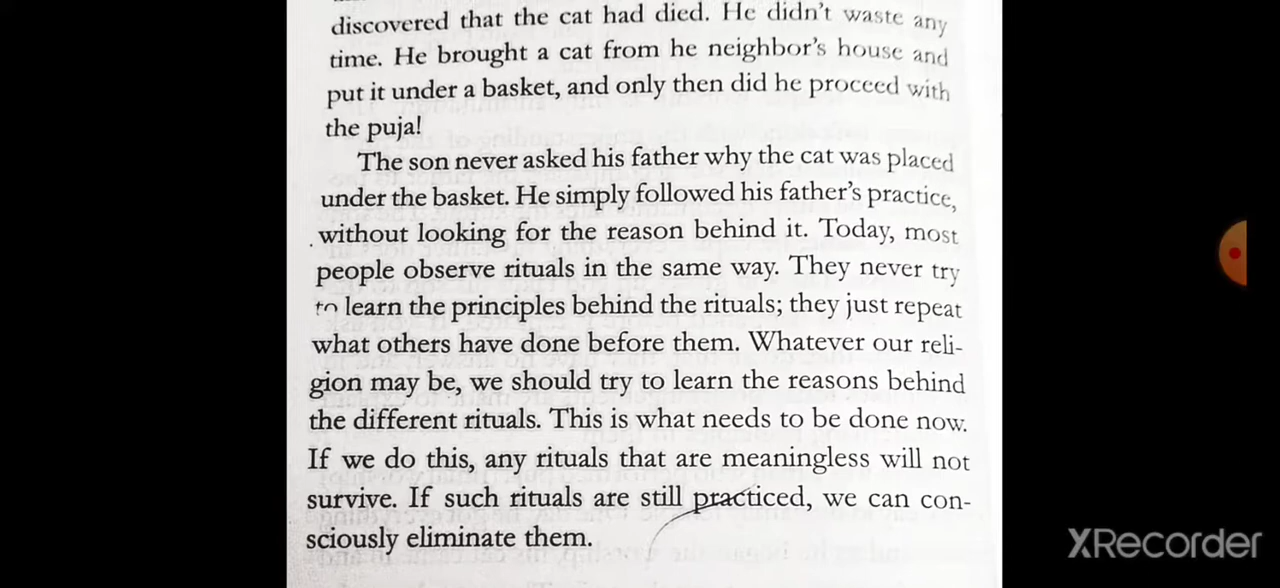 discovered that the cat had died. He didn't waste any
time. He brought a cat from he neighbor's house and
put it under a basket, and only then did he proceed with
the puja!
The son never asked his father why the cat was placed
under the basket. He simply followed his father's practice,
without looking for the reason behind it. Today, most
people observe rituals in the same way. They never try
to learn the principles behind the rituals; they just repeat
what others have done before them. Whatever our reli-
gion may be, we should try to learn the reasons behind
the different rituals. This is what needs to be done now.
If we do this, any rituals that are meaningless will not
survive. If such rituals are still practiced, we can con-
sciously eliminate them.
XRecorder